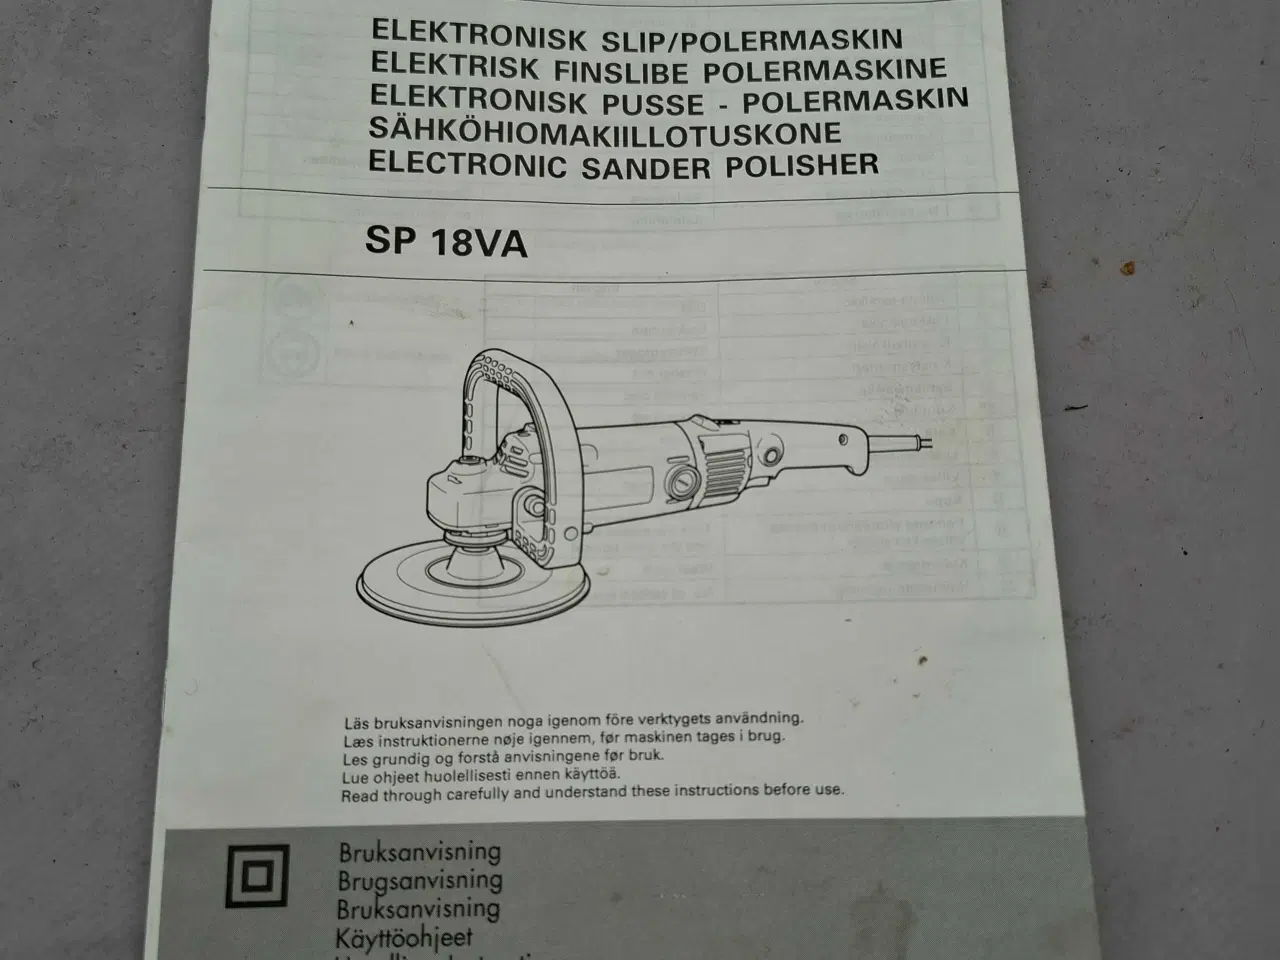 ELEKTRONISK SLIP/POLERMASKIN
ELEKTRISK FINSLIBE POLERMASKINE
ELEKTRONISK PUSSE - POLERMASKIN
SÄHKÖHIOMAKIILLOTUSKONE
ELECTRONIC SANDER POLISHER
SP 18VA
Läs bruksanvisningen noga igenom före verktygets användning.
Læs instruktionerne nøje igennem, før maskinen tages i brug.
Les grundig og forstå anvisningene før bruk.
Lue ohjeet huolellisesti ennen käyttöä.
Read through carefully and understand these instructions before use.
Bruksanvisning
Brugsanvisning
Bruksanvisning
Käyttöohjeet